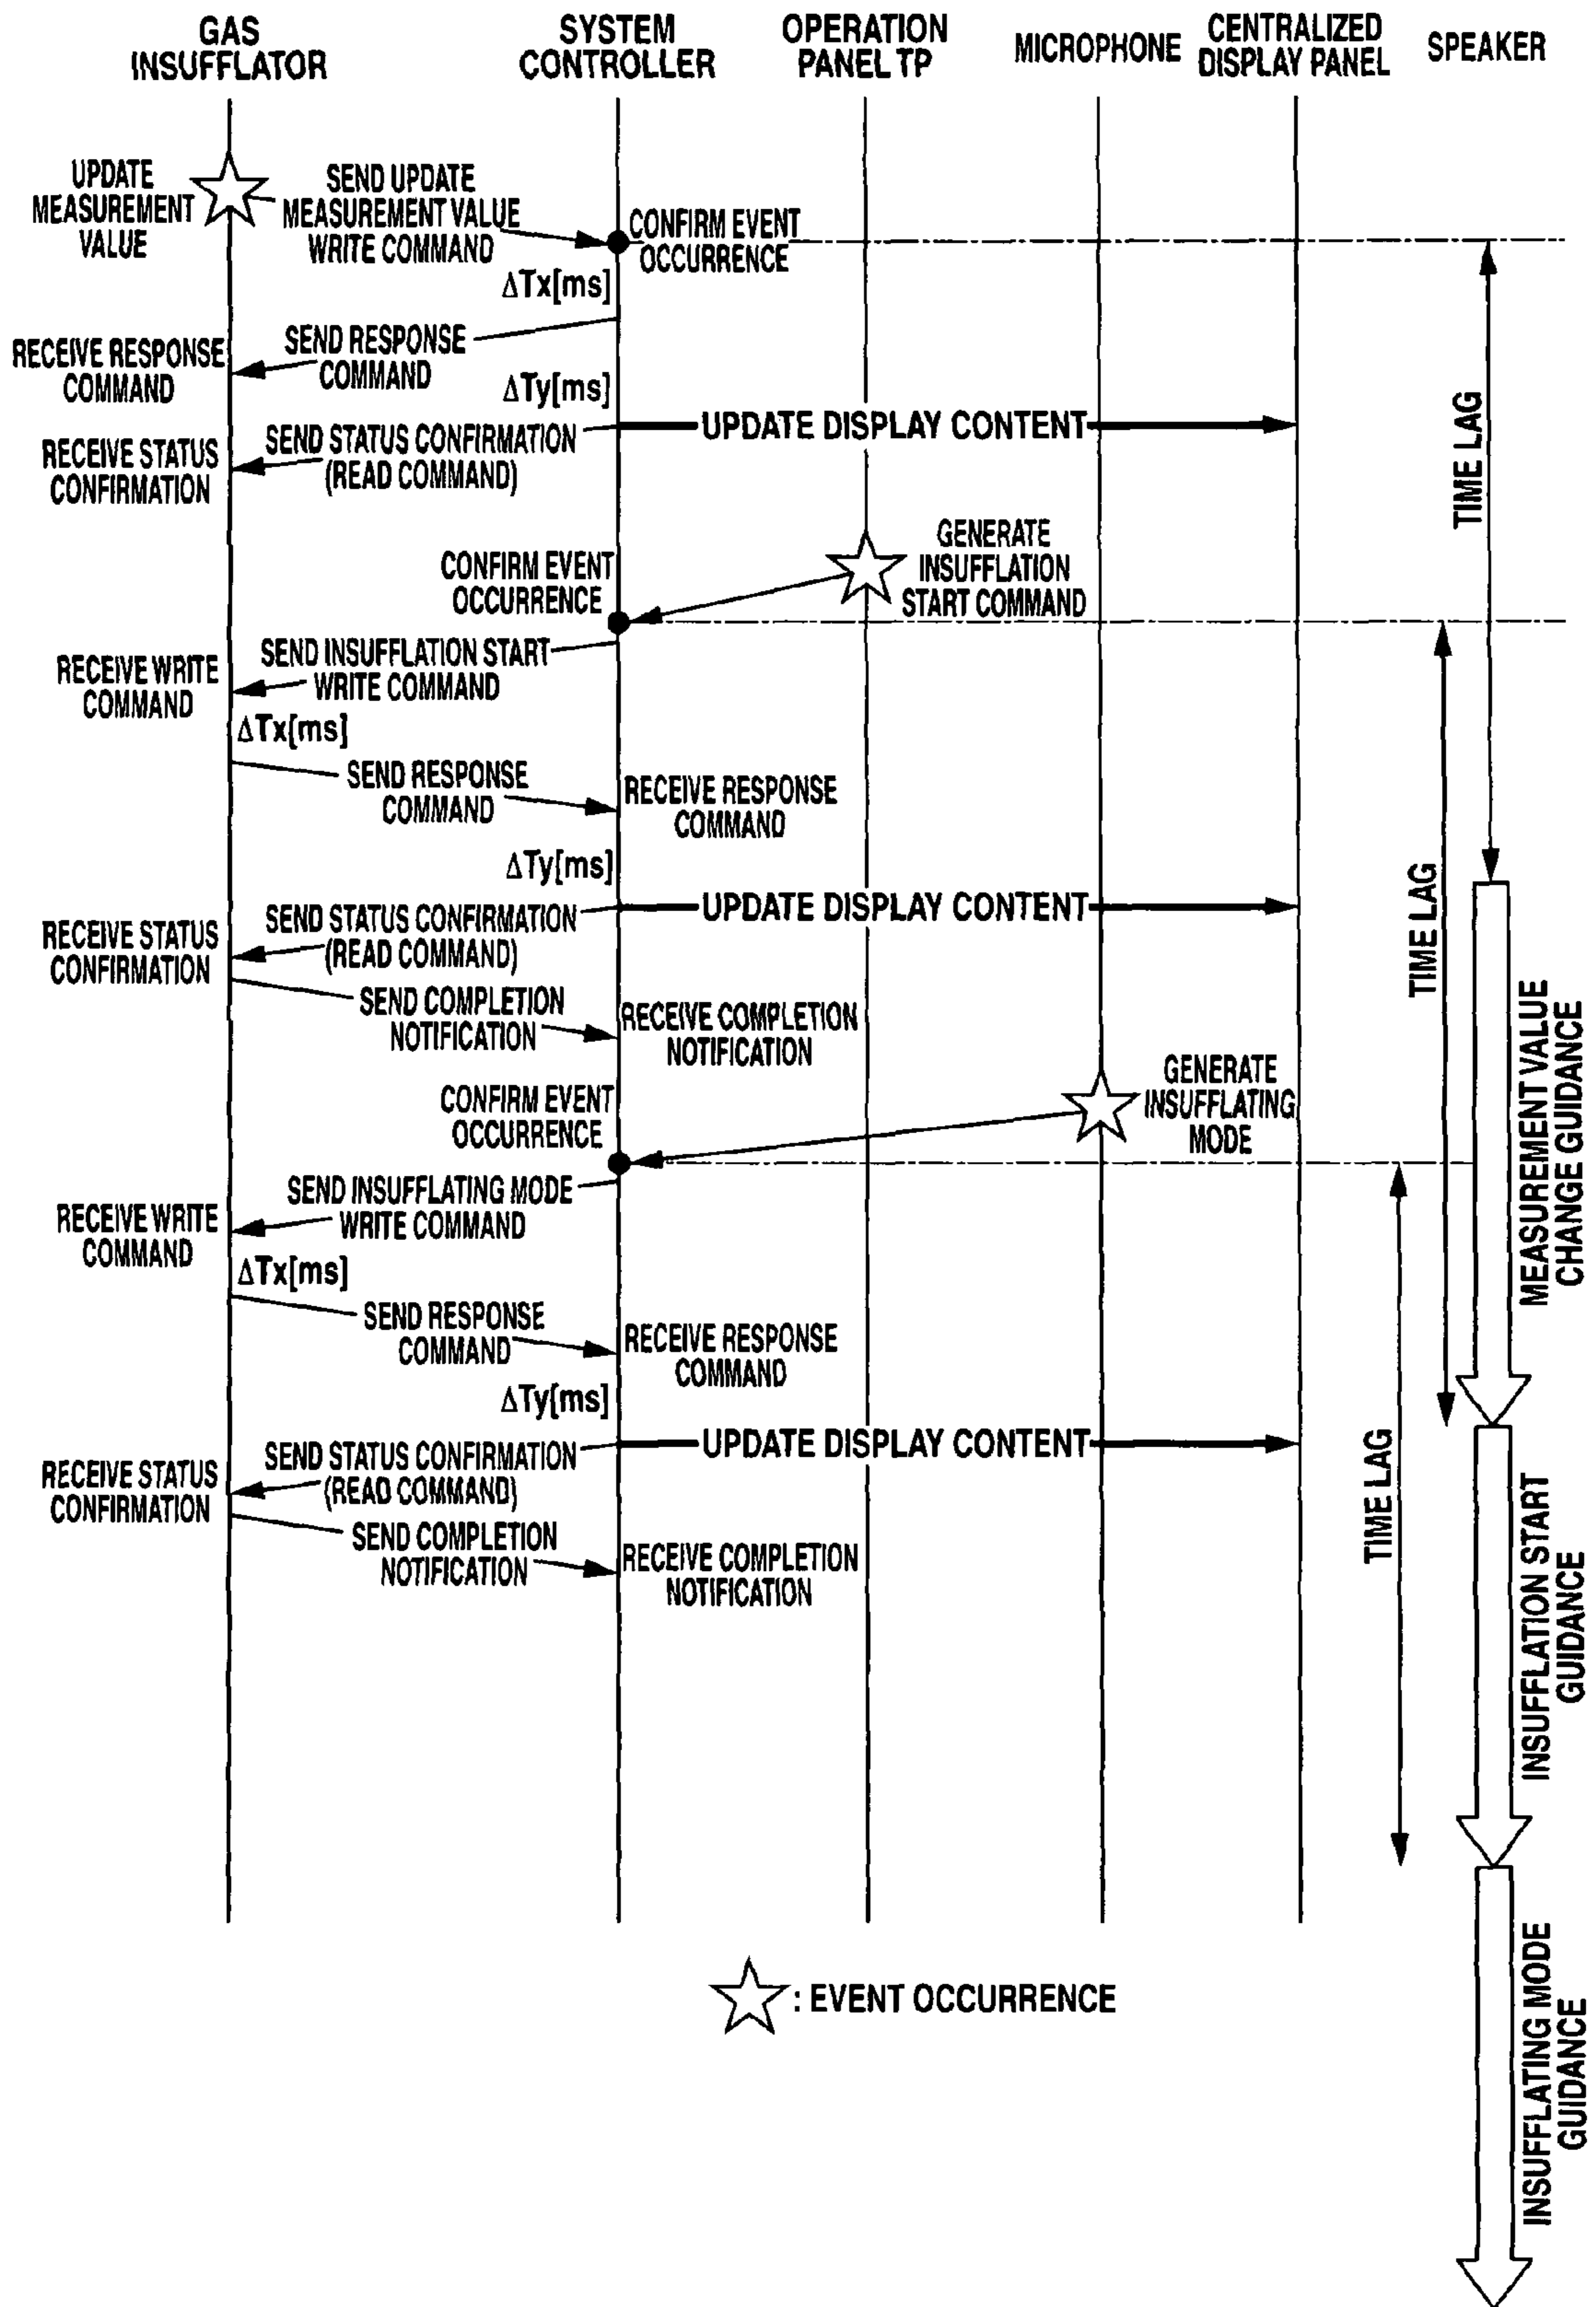 GAS
INSUFFLATOR
SYSTEM
CONTROLLER
OPERATION
PANEL TP
MICROPHONE
CENTRALIZED
DISPLAY PANEL
SPEAKER
UPDATE
MEASUREMENT
VALUE
SEND UPDATE
MEASUREMENT VALUE
WRITE COMMAND
CONFIRM EVENT
OCCURRENCE
ΔTx[ms]
SEND RESPONSE
COMMAND
RECEIVE RESPONSE
COMMAND
ΔTy[ms]
UPDATE DISPLAY CONTENT
SEND STATUS CONFIRMATION
(READ COMMAND)
RECEIVE STATUS
CONFIRMATION
TIME LAG
GENERATE
INSUFFLATION
START COMMAND
CONFIRM EVENT
OCCURRENCE
SEND INSUFFLATION START
WRITE COMMAND
RECEIVE WRITE
COMMAND
ΔTx[ms]
SEND RESPONSE
COMMAND
RECEIVE RESPONSE
COMMAND
ΔTy[ms]
UPDATE DISPLAY CONTENT
SEND STATUS CONFIRMATION
(READ COMMAND)
RECEIVE STATUS
CONFIRMATION
TIME LAG
SEND COMPLETION
NOTIFICATION
RECEIVE COMPLETION
NOTIFICATION
MEASUREMENT VALUE
CHANGE GUIDANCE
GENERATE
INSUFFLATING
MODE
CONFIRM EVENT
OCCURRENCE
SEND INSUFFLATING MODE
WRITE COMMAND
RECEIVE WRITE
COMMAND
ΔTx[ms]
SEND RESPONSE
COMMAND
RECEIVE RESPONSE
COMMAND
ΔTy[ms]
UPDATE DISPLAY CONTENT
SEND STATUS CONFIRMATION
(READ COMMAND)
RECEIVE STATUS
CONFIRMATION
TIME LAG
SEND COMPLETION
NOTIFICATION
RECEIVE COMPLETION
NOTIFICATION
INSUFFLATION START
GUIDANCE
: EVENT OCCURRENCE
INSUFFLATING MODE
GUIDANCE